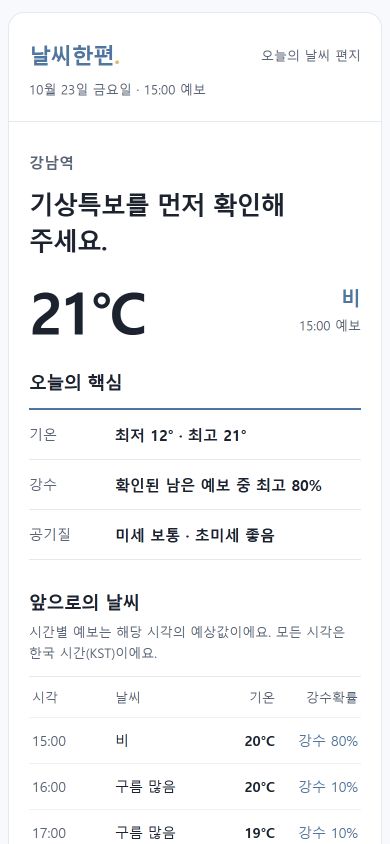 날씨한편.
오늘의 날씨 편지
10월 23일 금요일 · 15:00 예보
강남역
기상특보를 먼저 확인해
주세요.
21°C
비
15:00 예보
오늘의 핵심
기온 최저 12° · 최고 21°
강수 확인된 남은 예보 중 최고 80%
공기질 미세 보통 · 초미세 좋음
앞으로의 날씨
시간별 예보는 해당 시각의 예상값이에요. 모든 시각은
한국 시간(KST)이에요.
시각 날씨 기온 강수확률
15:00 비 20°C 강수 80%
16:00 구름 많음 20°C 강수 10%
17:00 구름 많음 19°C 강수 10%